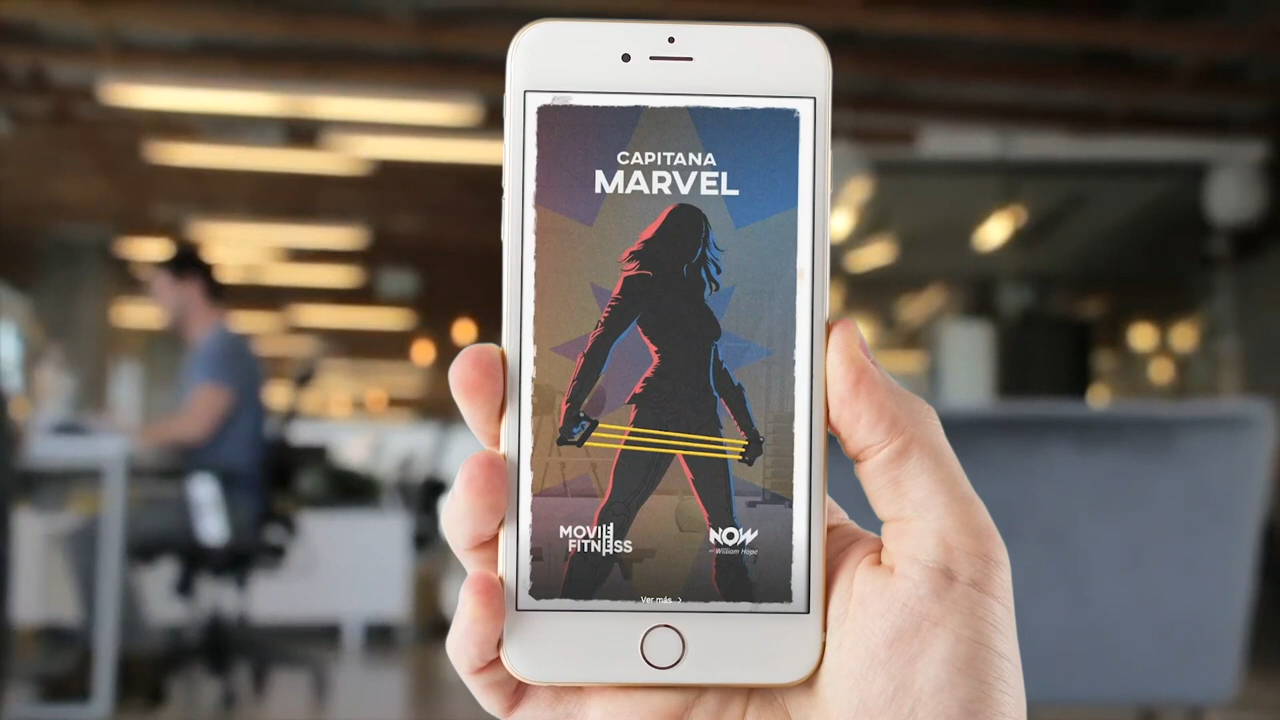 CAPITANA
MARVEL
MOVIE
FITNESS
NOW
William Hope
Ver más